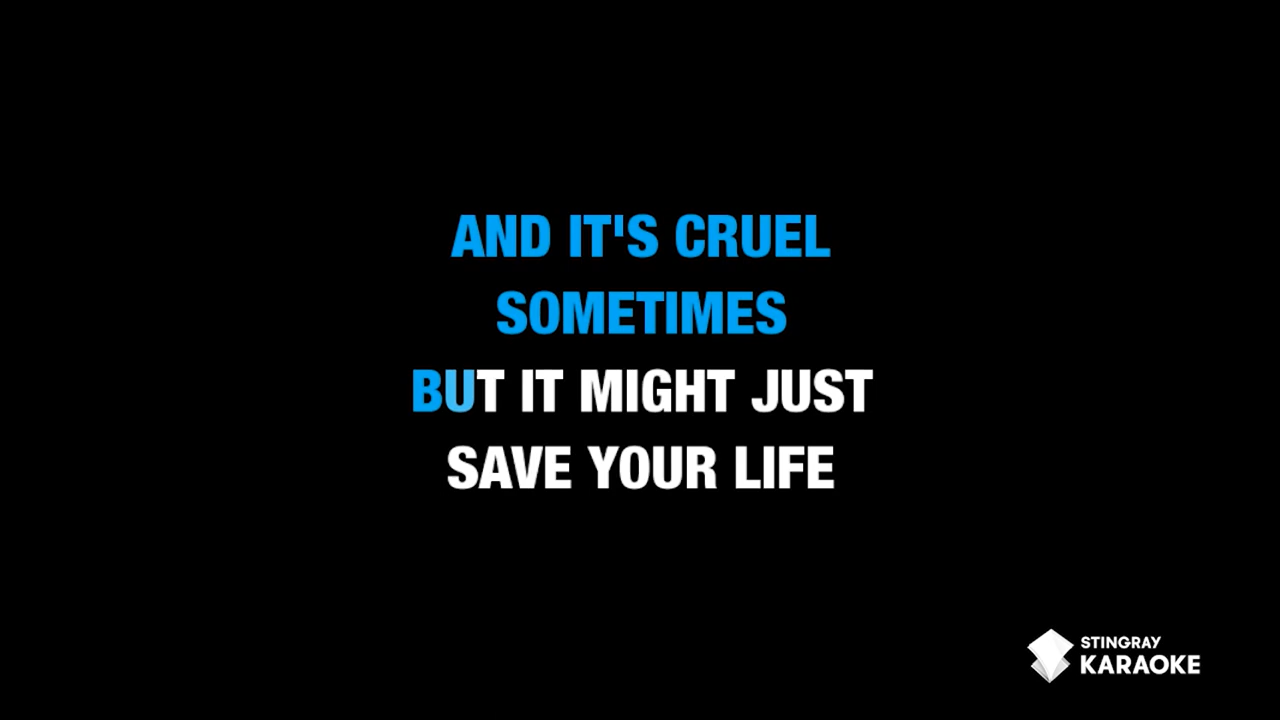 AND IT'S CRUEL
SOMETIMES
BUT IT MIGHT JUST
SAVE YOUR LIFE
STINGRAY
KARAOKE